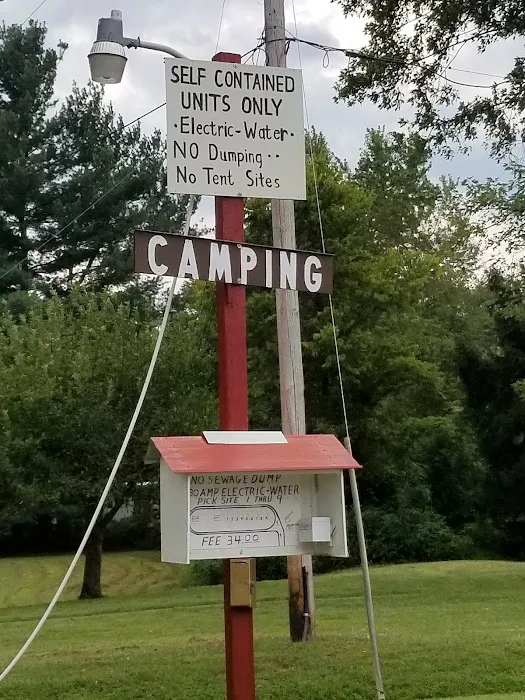 SELF CONTAINED
UNITS ONLY
·Electric-Water·
NO Dumping··
No Tent Sites
CAMPING
NO SEWAGE DUMP
30 AMP ELECTRIC-WATER
PICK SITE 1 THRU 9
FEE 34.00